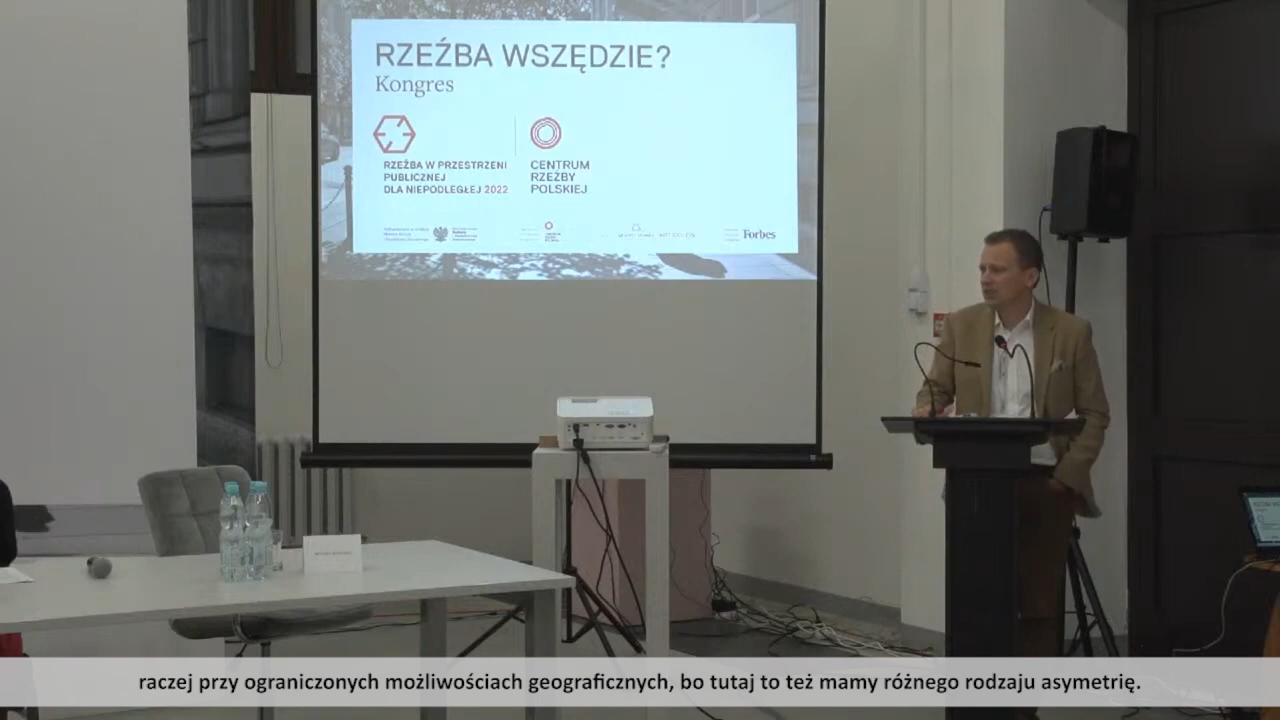 RZEŹBA WSZĘDZIE?
Kongres
RZEŹBA W PRZESTRZENI
PUBLICZNEJ
DLA NIEPODLEGŁEJ 2022
CENTRUM
RZEŹBY
POLSKIEJ
Forbes
raczej przy ograniczonych możliwościach geograficznych, bo tutaj to też mamy różnego rodzaju asymetrię.